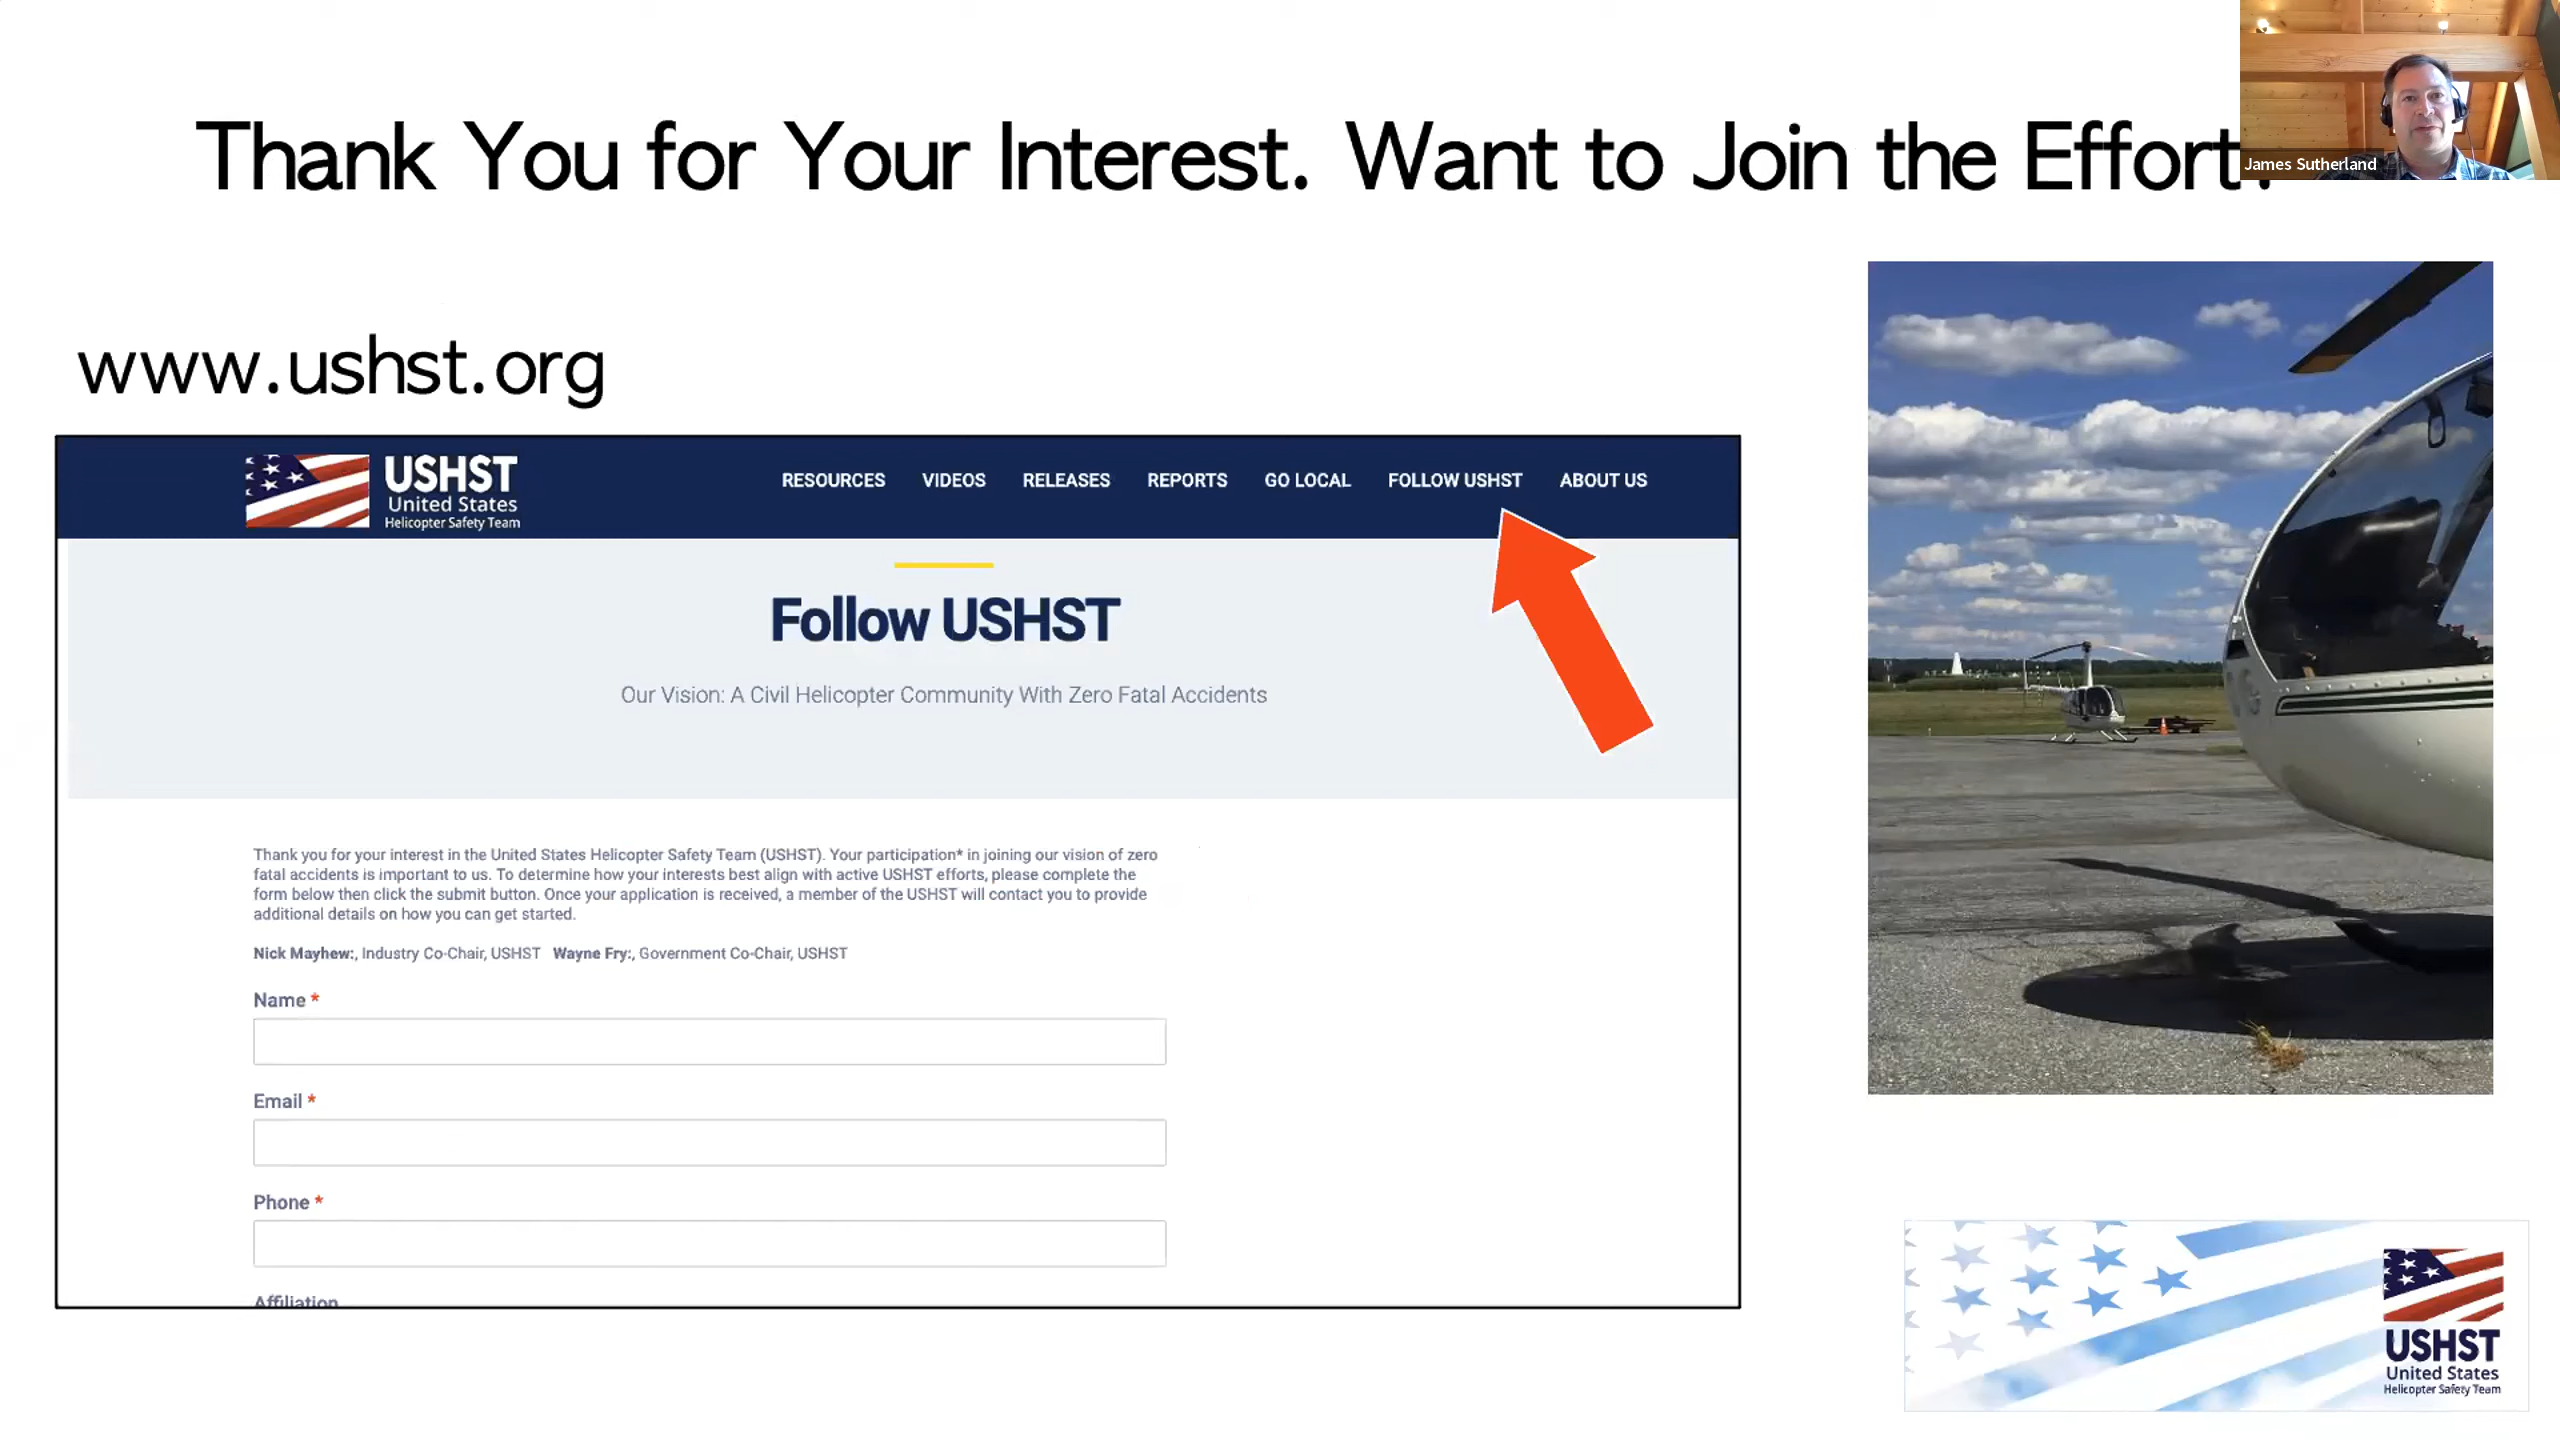 Thank You for Your Interest. Want to Join the Effort?
James Sutherland
www.ushst.org
USHST
United States
Helicopter Safety Team
RESOURCES VIDEOS RELEASES REPORTS GO LOCAL FOLLOW USHST ABOUT US
Follow USHST
Our Vision: A Civil Helicopter Community With Zero Fatal Accidents
Thank you for your interest in the United States Helicopter Safety Team (USHST). Your participation* in joining our vision of zero
fatal accidents is important to us. To determine how your interests best align with active USHST efforts, please complete the
form below then click the submit button. Once your application is received, a member of the USHST will contact you to provide
additional details on how you can get started.
Nick Mayhew:, Industry Co-Chair, USHST Wayne Fry:, Government Co-Chair, USHST
Name *
Email *
Phone *
Affiliation
USHST
United States
Helicopter Safety Team